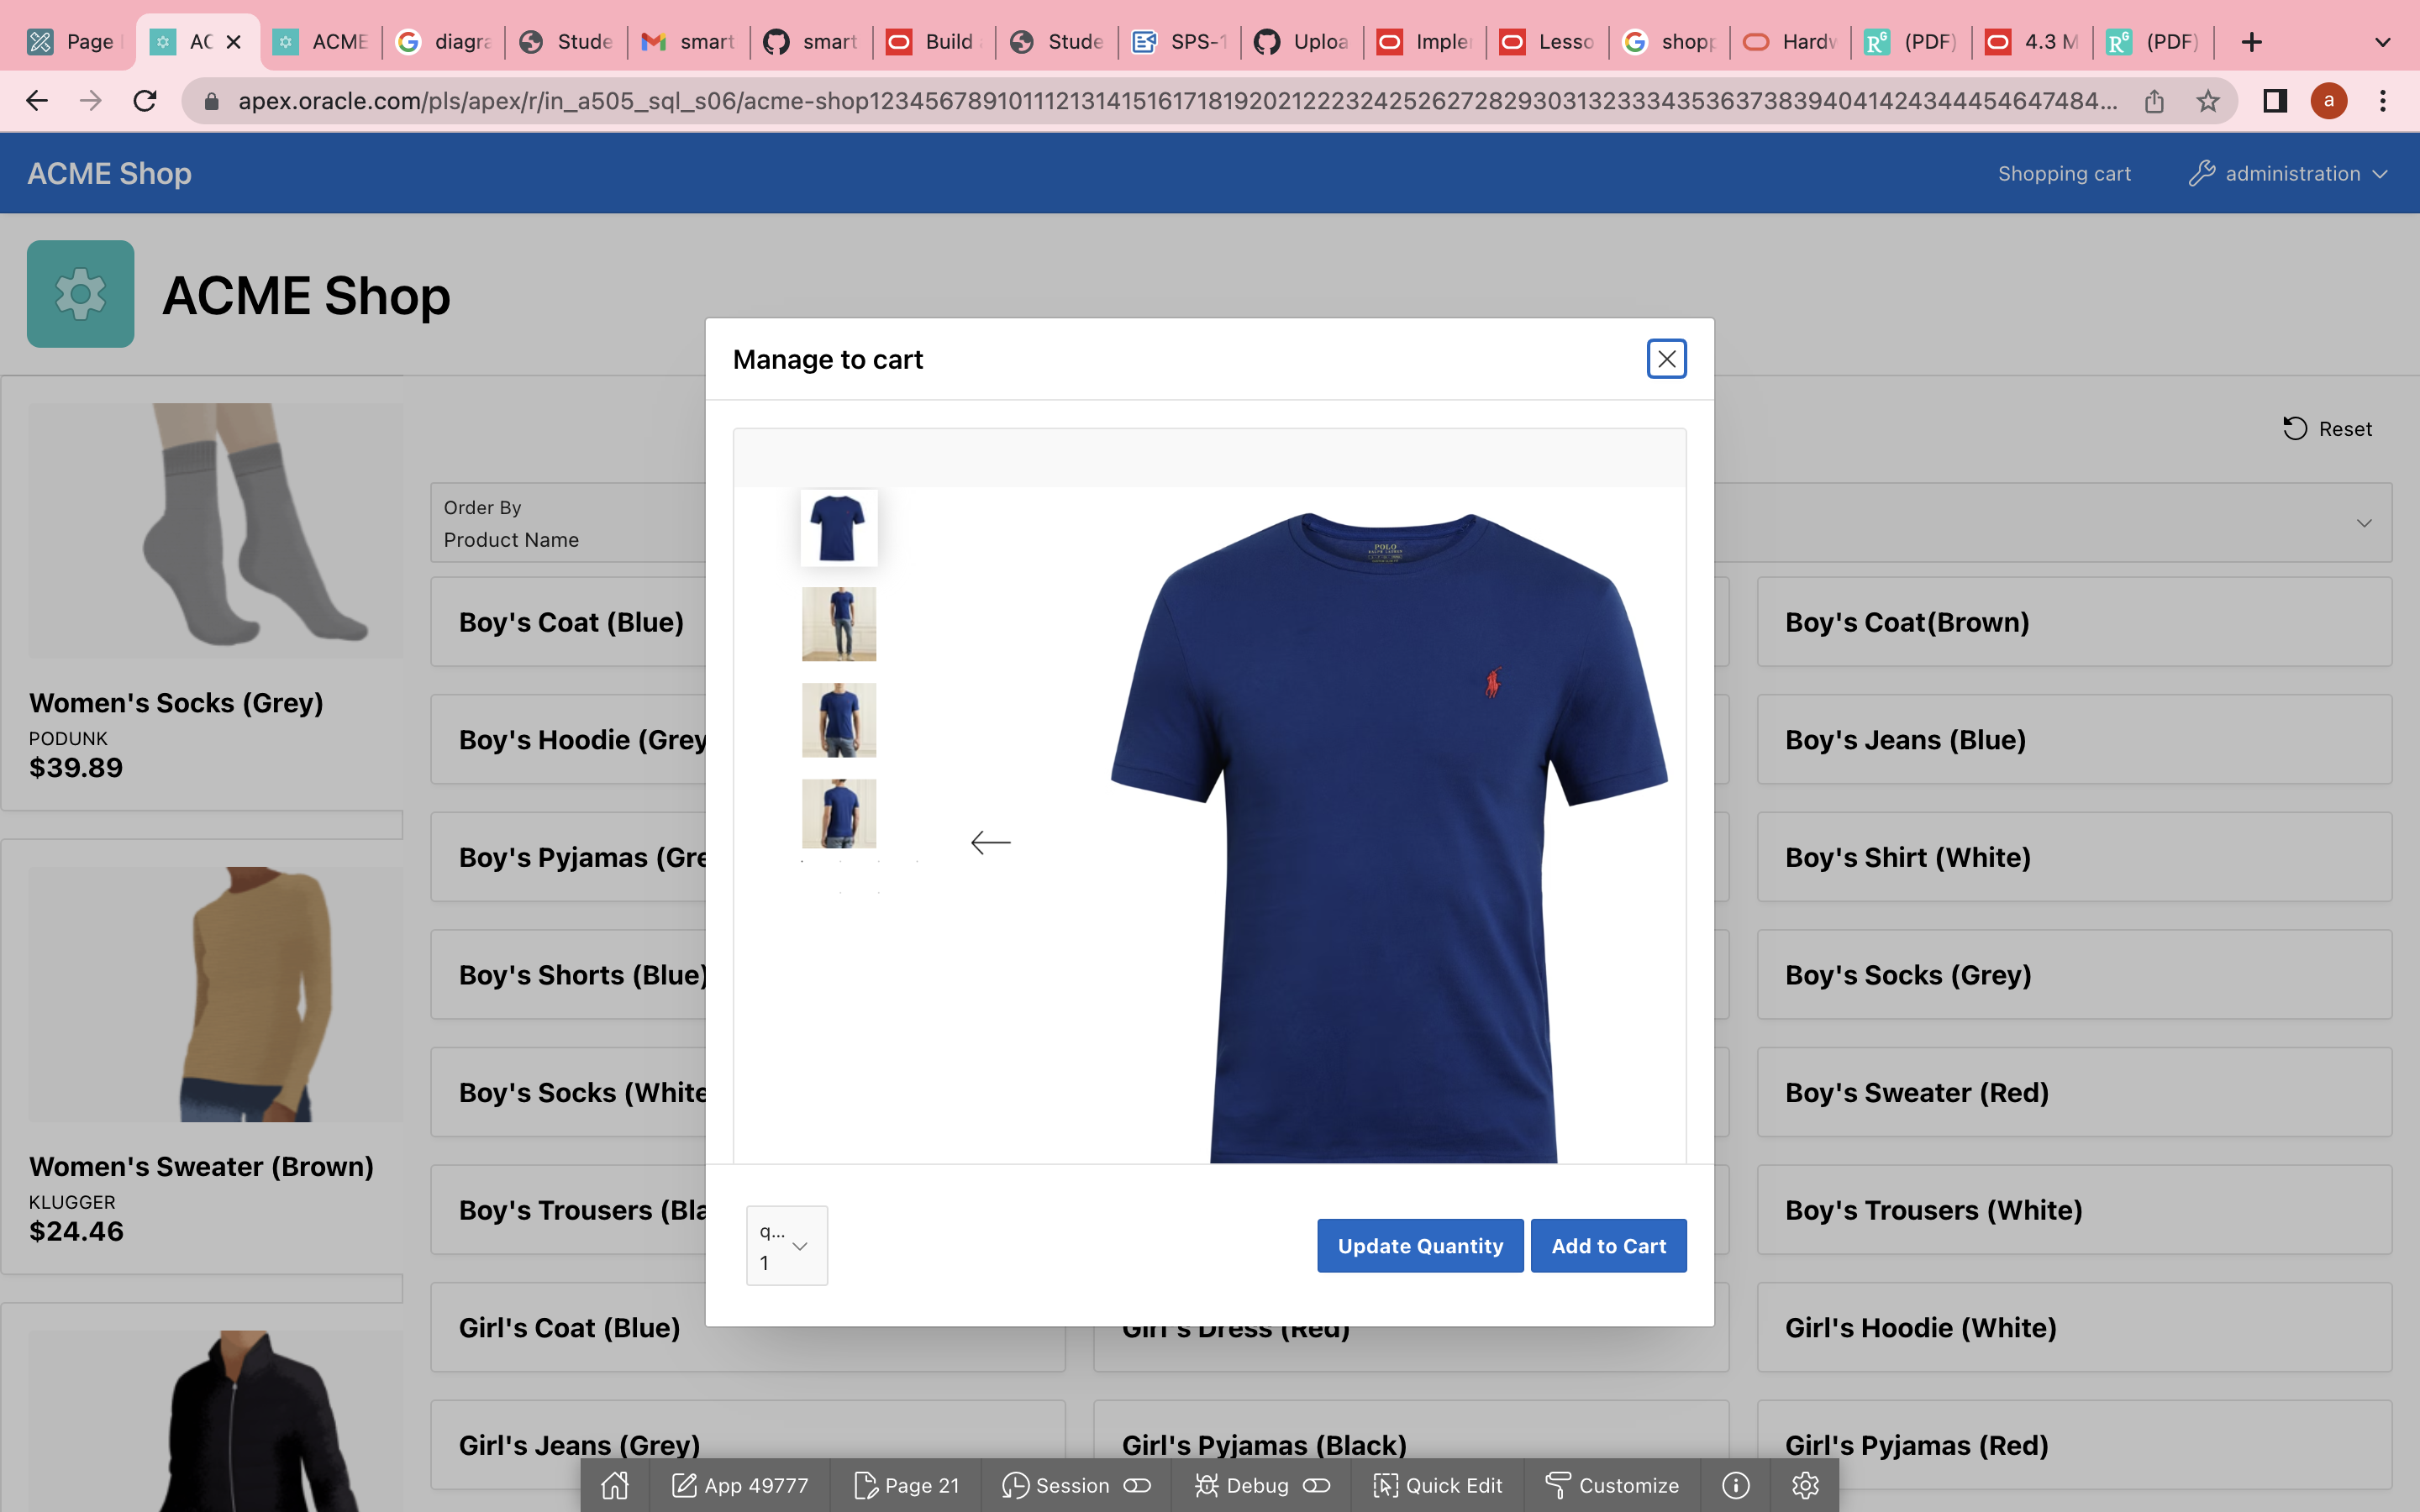 Page
AC
ACME
diagra
Stude
smart
smart
Build
Stude
SPS-1
Uploa
Imple
Lesso
shopp
Hardw
(PDF)
4.3 M
(PDF)
apex.oracle.com/pls/apex/r/in_a505_sql_s06/acme-shop1234567891011121314151617181920212223242526272829303132333435363738394041424344454647484...
a
ACME Shop
Shopping cart
administration
ACME Shop
Manage to cart
Reset
Order By
Product Name
POLO
Women's Socks (Grey)
PODUNK
$39.89
Women's Sweater (Brown)
KLUGGER
$24.46
Boy's Coat (Blue)
Boy's Coat(Brown)
Boy's Hoodie (Grey
Boy's Jeans (Blue)
Boy's Pyjamas (Gre
Boy's Shirt (White)
Boy's Shorts (Blue)
Boy's Socks (Grey)
Boy's Socks (White
Boy's Sweater (Red)
Boy's Trousers (Bla
Boy's Trousers (White)
q...
1
Update Quantity
Add to Cart
Girl's Coat (Blue)
Girl's Dress (Red)
Girl's Hoodie (White)
Girl's Jeans (Grey)
Girl's Pyjamas (Black)
Girl's Pyjamas (Red)
App 49777
Page 21
Session
Debug
Quick Edit
Customize